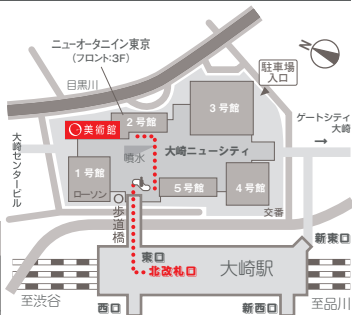 ニューオータニイン東京
(フロント:3F)
目黒川
駐車場
入口
3号館
2号館
美術館
ゲートシティ
大崎
→
大崎ニューシティ
噴水
大崎センタービル
1号館
ローソン
5号館
4号館
交番
歩道橋
新東口
東口
北改札口
大崎駅
至渋谷
至品川
西口
新西口